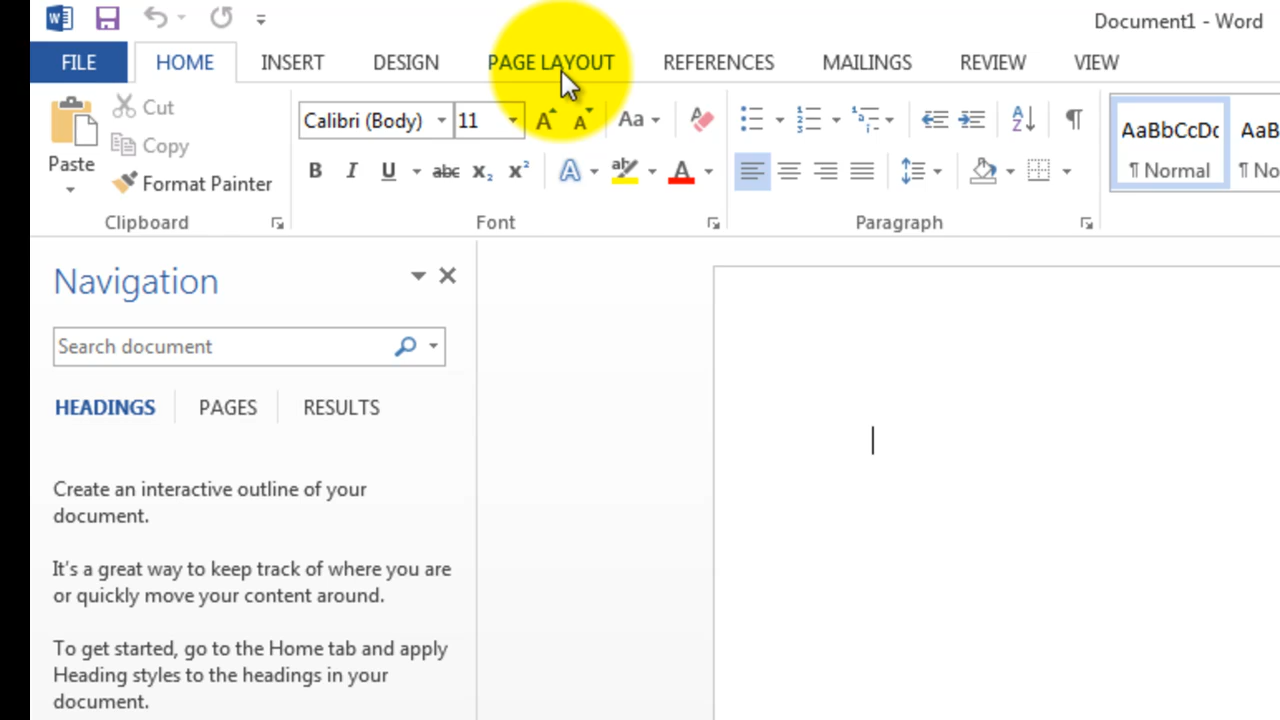 Document1 - Word
FILE HOME INSERT DESIGN PAGE LAYOUT REFERENCES MAILINGS REVIEW VIEW
Paste
Cut
Copy
Format Painter
Clipboard
Calibri (Body) 11
Aa
B I U abc X₂ X² A A
Font
Paragraph
AaBbCcDc AaB
¶ Normal ¶ No
Navigation
Search document
HEADINGS PAGES RESULTS
Create an interactive outline of your
document.
It's a great way to keep track of where you are
or quickly move your content around.
To get started, go to the Home tab and apply
Heading styles to the headings in your
document.